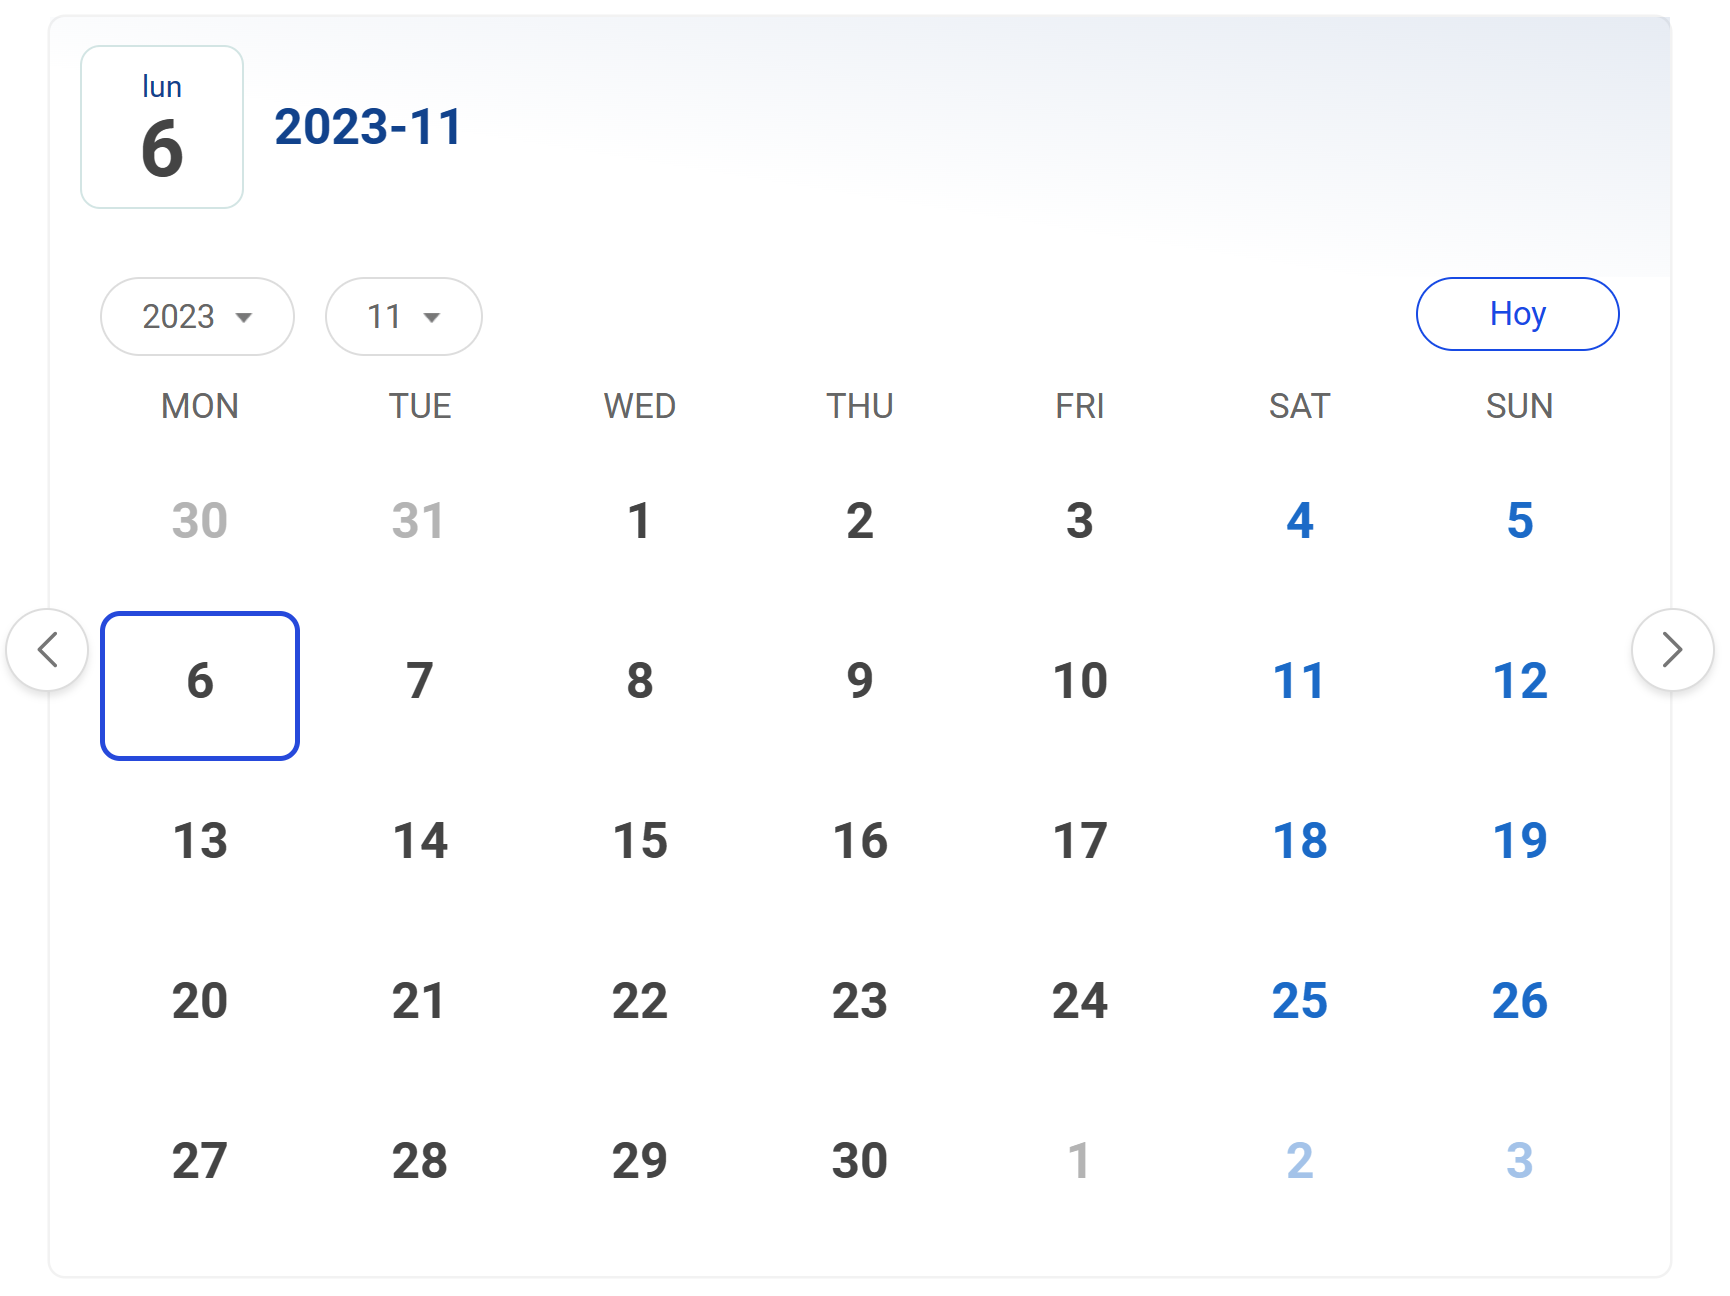 lun
6
2023-11
2023 11 Hoy
MON TUE WED THU FRI SAT SUN
30 31 1 2 3 4 5
6 7 8 9 10 11 12
13 14 15 16 17 18 19
20 21 22 23 24 25 26
27 28 29 30 1 2 3